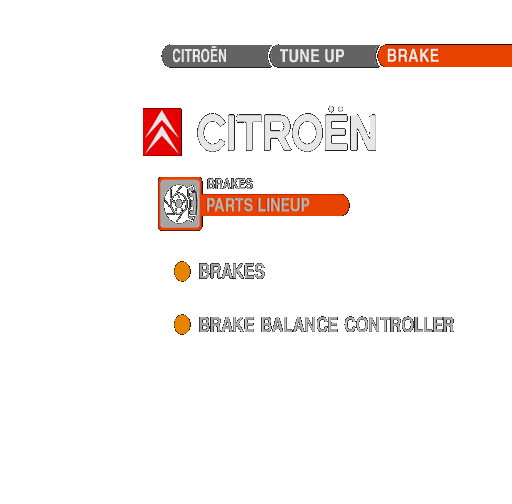 CITROËN TUNE UP BRAKE
CITROËN
BRAKES
PARTS LINEUP
BRAKES
BRAKE BALANCE CONTROLLER